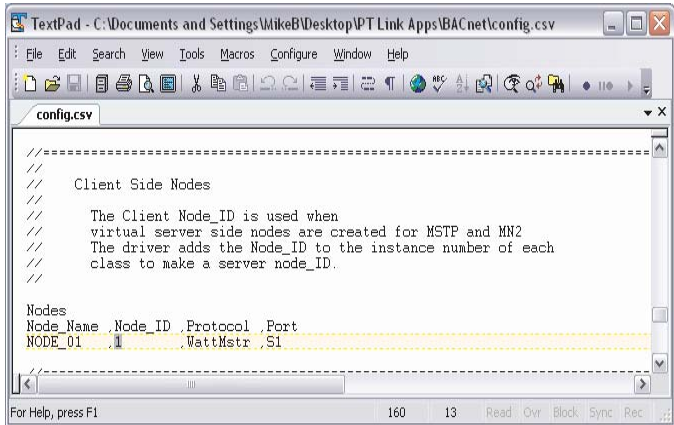 TextPad - C:\Documents and Settings\MikeB\Desktop\PT Link Apps\BACnet\config.csv
File Edit Search View Tools Macros Configure Window Help
config.csv
//==============================================================================
//
// Client Side Nodes
//
// The Client Node_ID is used when
// virtual server side nodes are created for MSTP and MN2
// The driver adds the Node_ID to the instance number of each
// class to make a server node_ID.
//
Nodes
Node_Name ,Node_ID ,Protocol ,Port
NODE_01 ,1 ,WattMstr ,S1
//------------------------------------------------------------------------------
For Help, press F1 160 13 Read Ovr Block Sync Rec